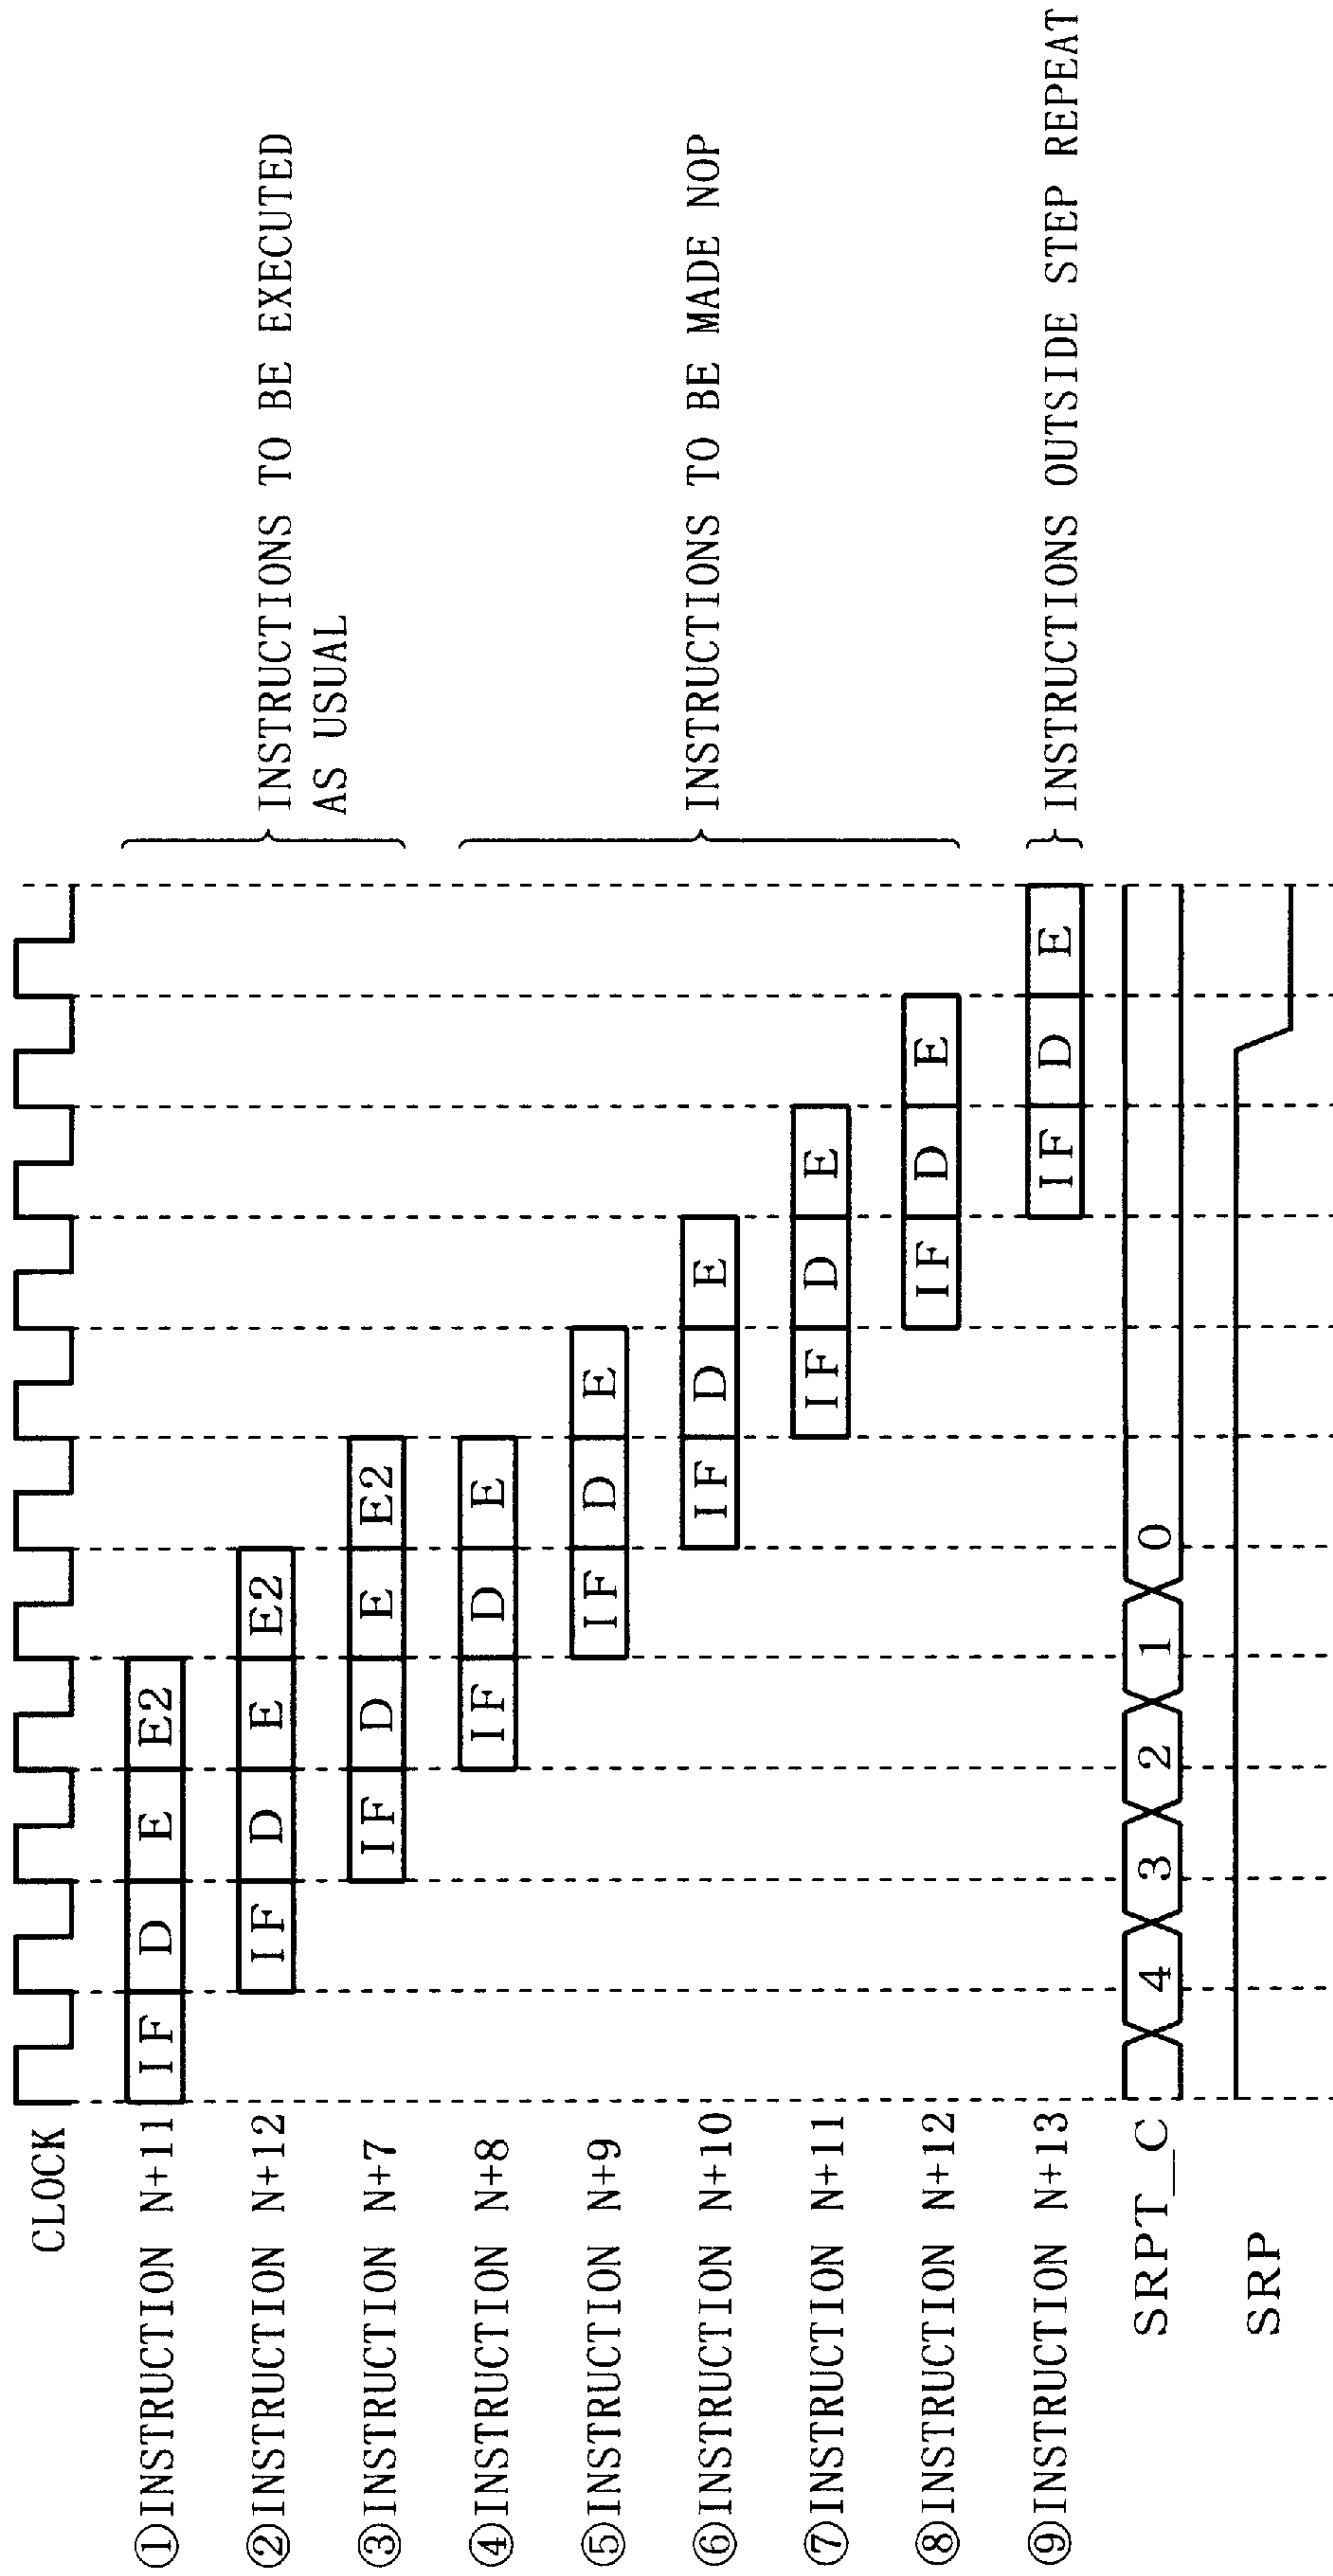 CLOCK
①INSTRUCTION N+11 IF D E E2
②INSTRUCTION N+12 IF D E E2
③INSTRUCTION N+7 IF D E E2
INSTRUCTIONS TO BE EXECUTED
AS USUAL
④INSTRUCTION N+8 IF D E
⑤INSTRUCTION N+9 IF D E
⑥INSTRUCTION N+10 IF D E
INSTRUCTIONS TO BE MADE NOP
⑦INSTRUCTION N+11 IF D E
⑧INSTRUCTION N+12 IF D E
⑨INSTRUCTION N+13 IF D E
INSTRUCTIONS OUTSIDE STEP REPEAT
SRPT_C 4 3 2 1 0
SRP